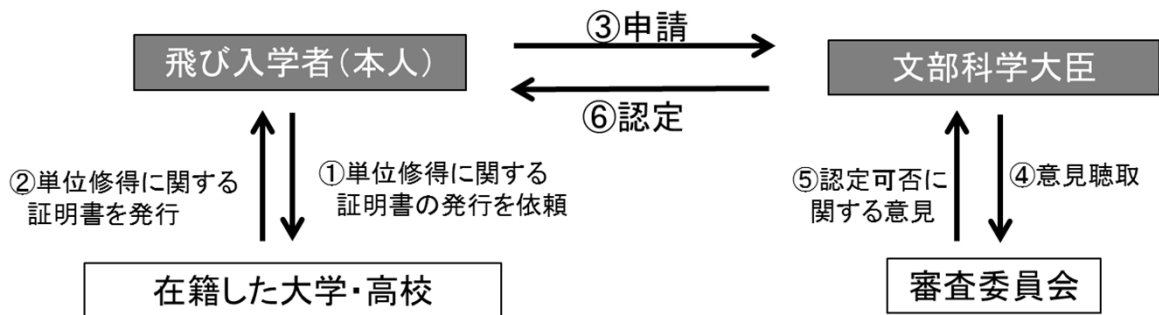 ③申請
飛び入学者(本人)
文部科学大臣
⑥認定
②単位修得に関する
証明書を発行
①単位修得に関する
証明書の発行を依頼
⑤認定可否に
関する意見
④意見聴取
在籍した大学・高校
審査委員会